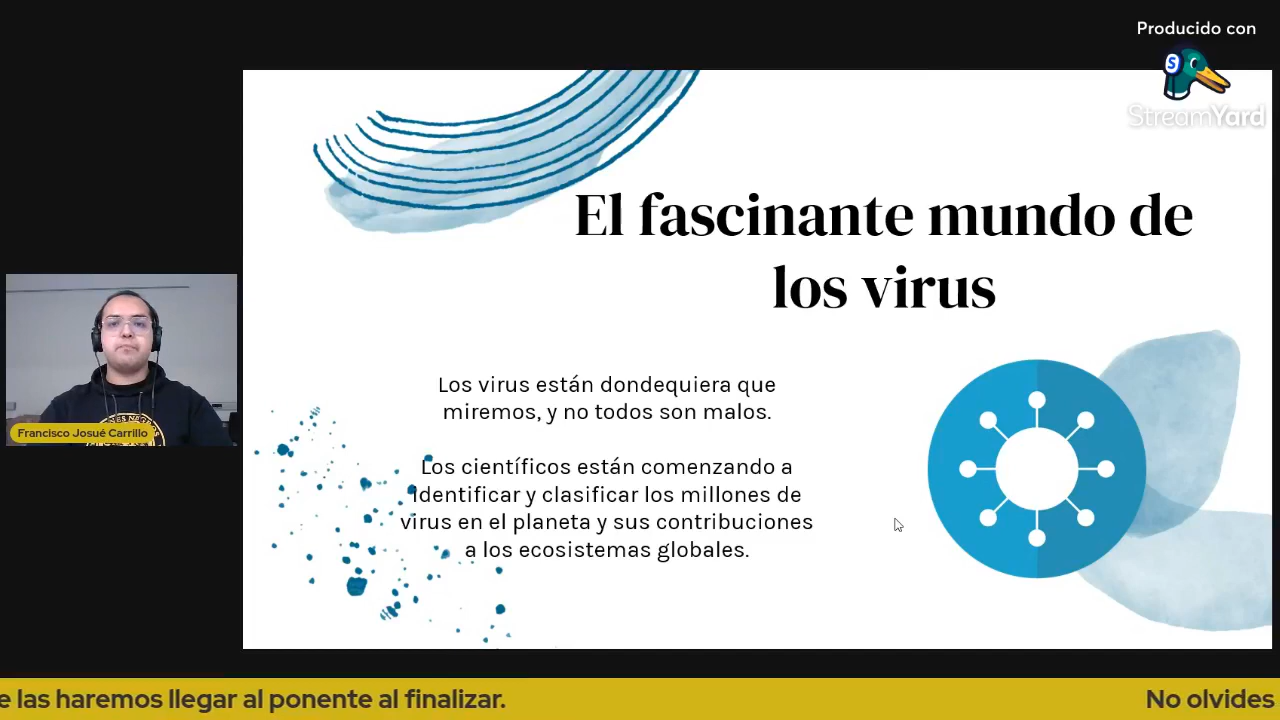 Producido con
StreamYard
El fascinante mundo de
los virus
Los virus están dondequiera que
miremos, y no todos son malos.
Los científicos están comenzando a
identificar y clasificar los millones de
virus en el planeta y sus contribuciones
a los ecosistemas globales.
Francisco Josué Carrillo
e las haremos llegar al ponente al finalizar.
No olvides